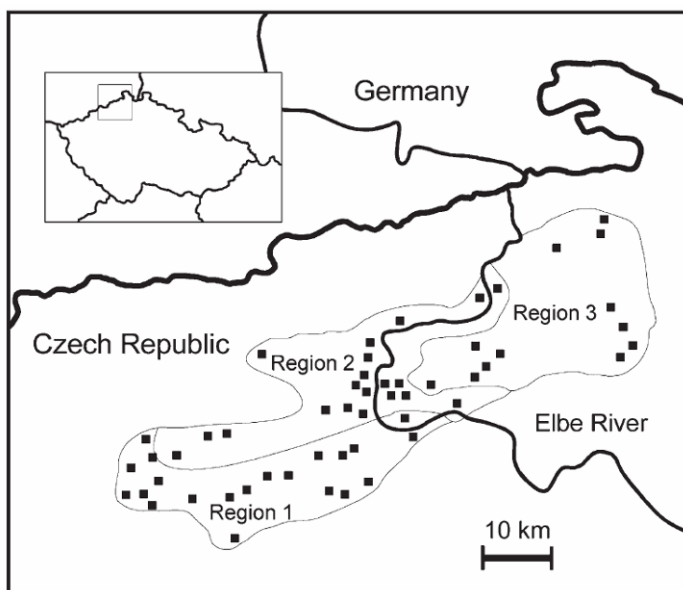 Germany
Region 3
Czech Republic
Region 2
Elbe River
Region 1
10 km